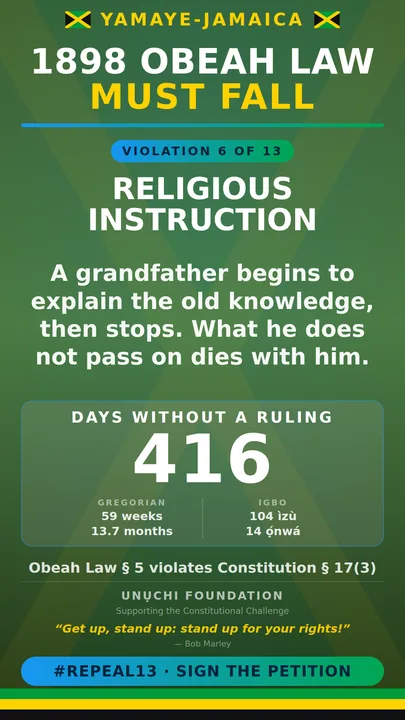 YAMAYE-JAMAICA
1898 OBEAH LAW
MUST FALL
VIOLATION 6 OF 13
RELIGIOUS
INSTRUCTION
A grandfather begins to
explain the old knowledge,
then stops. What he does
not pass on dies with him.
DAYS WITHOUT A RULING
416
GREGORIAN
59 weeks
13.7 months
IGBO
104 ìzù
14 ọ́nwá
Obeah Law § 5 violates Constitution § 17(3)
UNỤCHI FOUNDATION
Supporting the Constitutional Challenge
“Get up, stand up: stand up for your rights!”
— Bob Marley
#REPEAL13 · SIGN THE PETITION